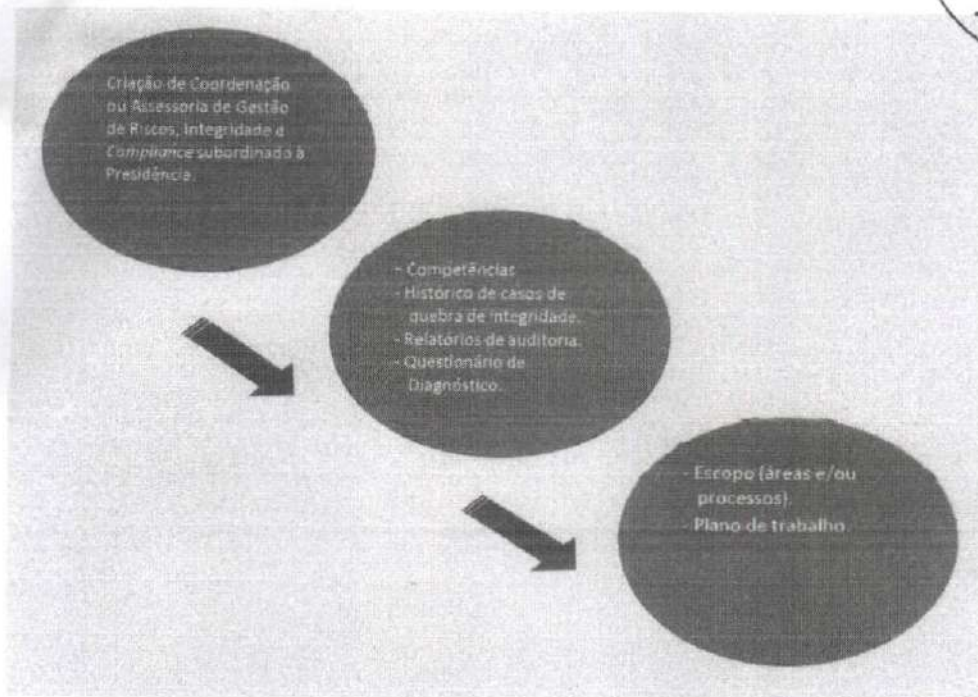 Criação de Coordenação
ou Assessoria de Gestão
de Riscos, Integridade e
Compliance subordinado à
Presidência.
- Competências
- Histórico de casos de
quebra de integridade.
- Relatórios de auditoria.
- Questionário de
Diagnóstico.
- Escopo (áreas e/ou
processos)
- Plano de trabalho